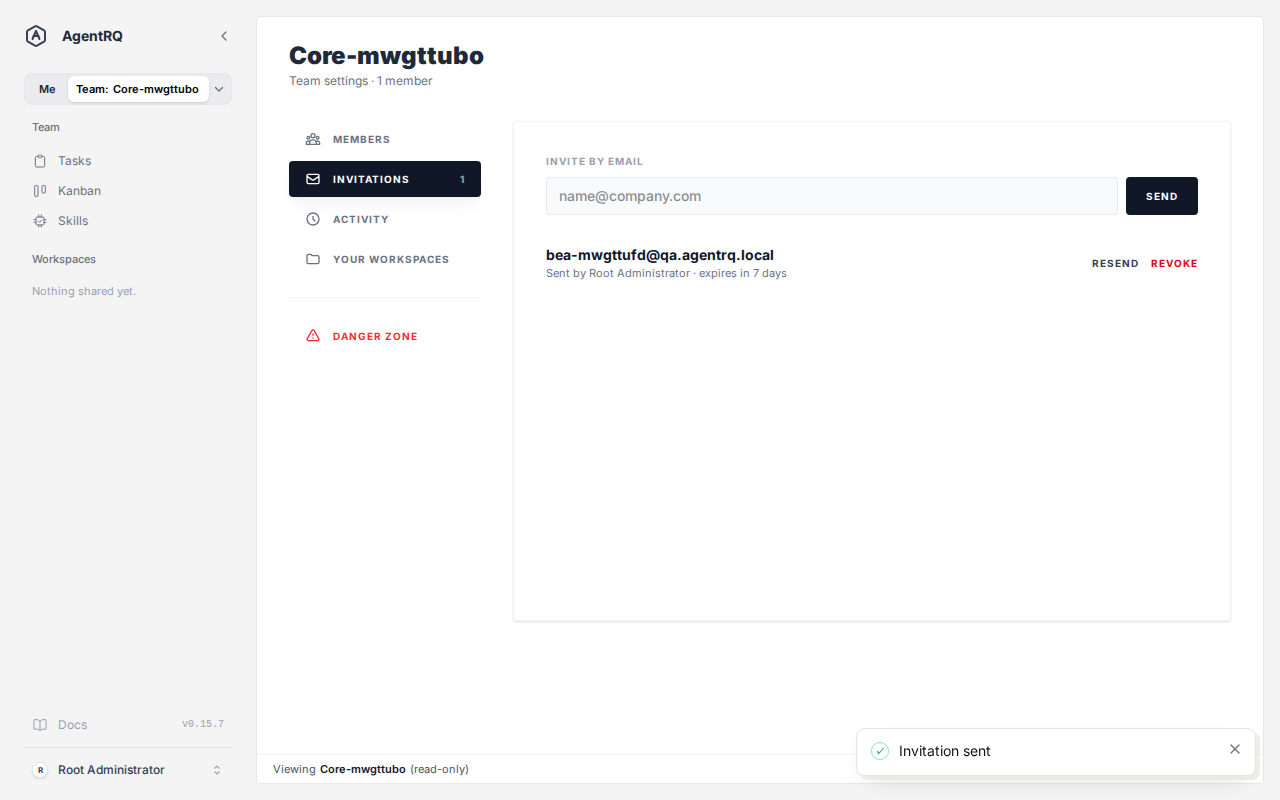 AgentRQ
Me
Team: Core-mwgttubo
Team
Tasks
Kanban
Skills
Workspaces
Nothing shared yet.
Docs
v0.15.7
R
Root Administrator
Core-mwgttubo
Team settings · 1 member
MEMBERS
INVITATIONS 1
ACTIVITY
YOUR WORKSPACES
DANGER ZONE
INVITE BY EMAIL
name@company.com
SEND
bea-mwgttufd@qa.agentrq.local
Sent by Root Administrator · expires in 7 days
RESEND REVOKE
Viewing Core-mwgttubo (read-only)
Invitation sent